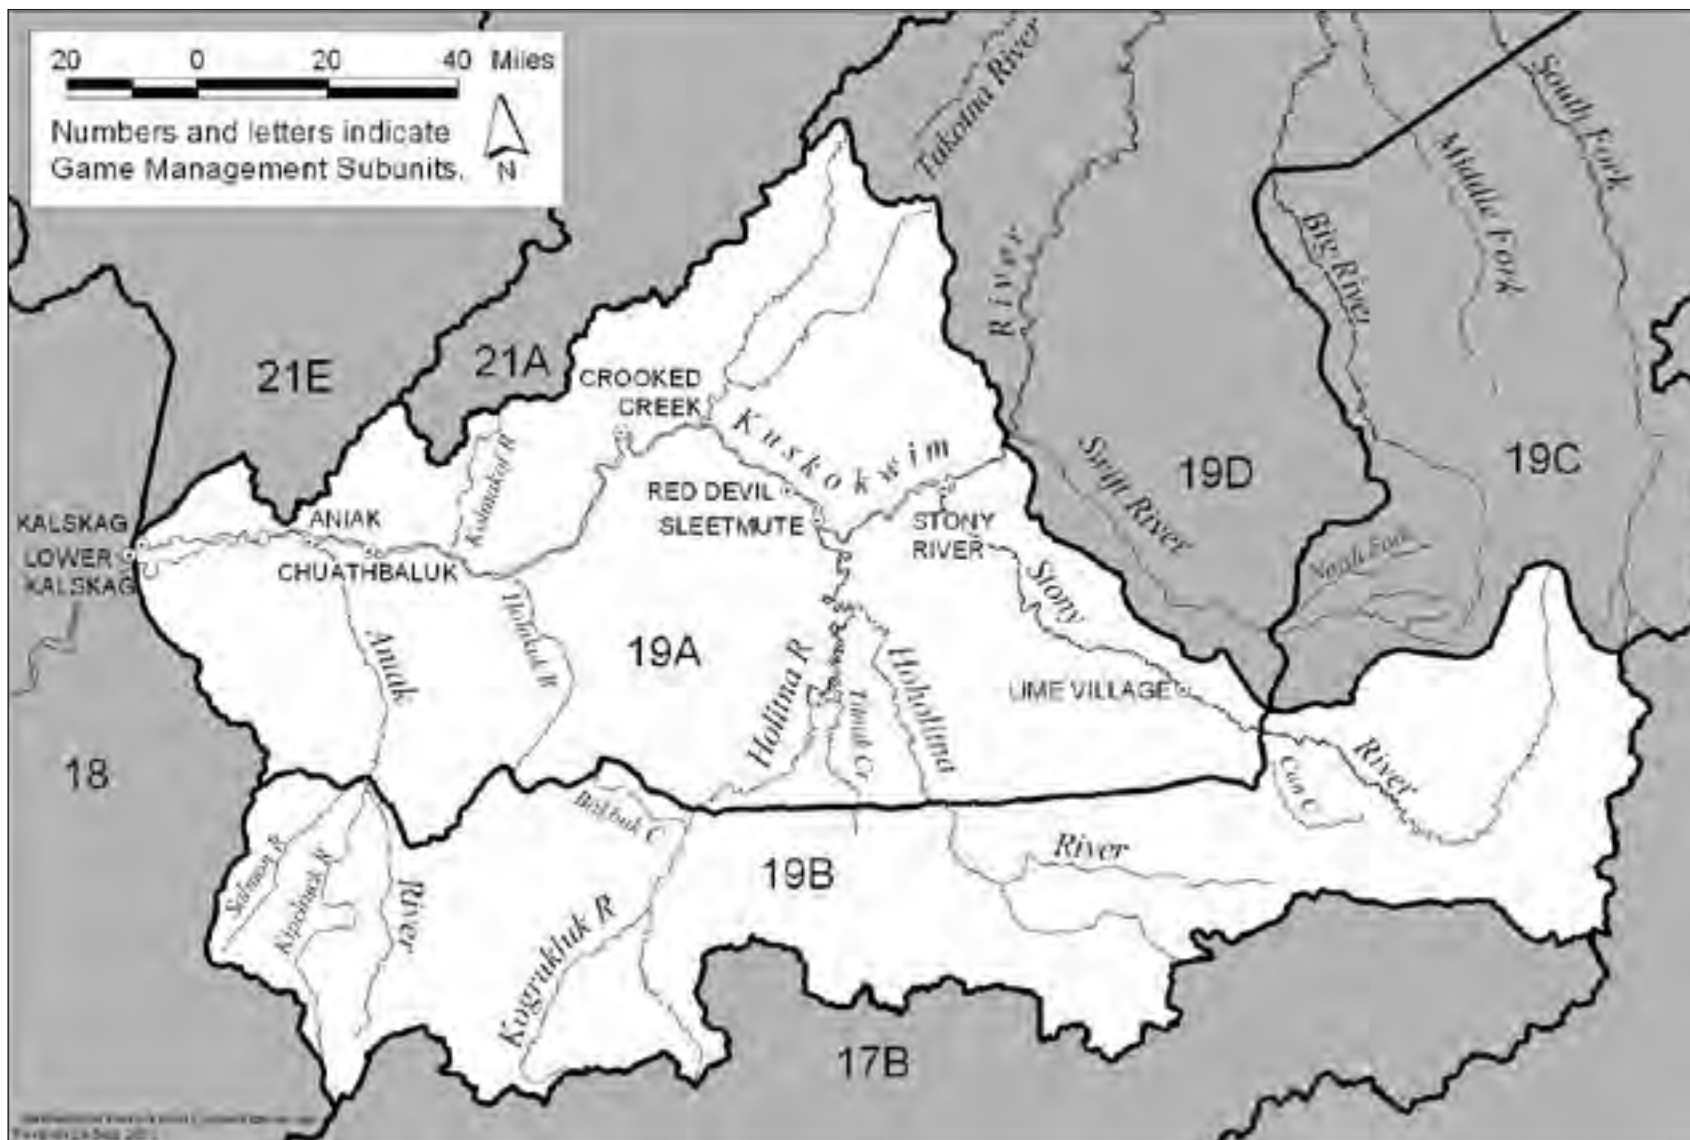 20 0 20 40 Miles
Numbers and letters indicate
Game Management Subunits.
N
Takotna River
South Fork
Middle Fork
Big River
River
21E
21A
CROOKED
CREEK
Kuskokwim
Kolmakof R
19D
19C
Swift River
RED DEVIL
SLEETMUTE
STONY
RIVER
KALSKAG
LOWER
KALSKAG
ANIAK
CHUATHBALUK
North Fork
Stony
Aniak
Holokuk R
19A
Holitna R
Titnuk Cr
Hoholitna
LIME VILLAGE
18
River
Can C
Salmon R
Kipchuk R
River
19B
River
Kogrukluk R
17B